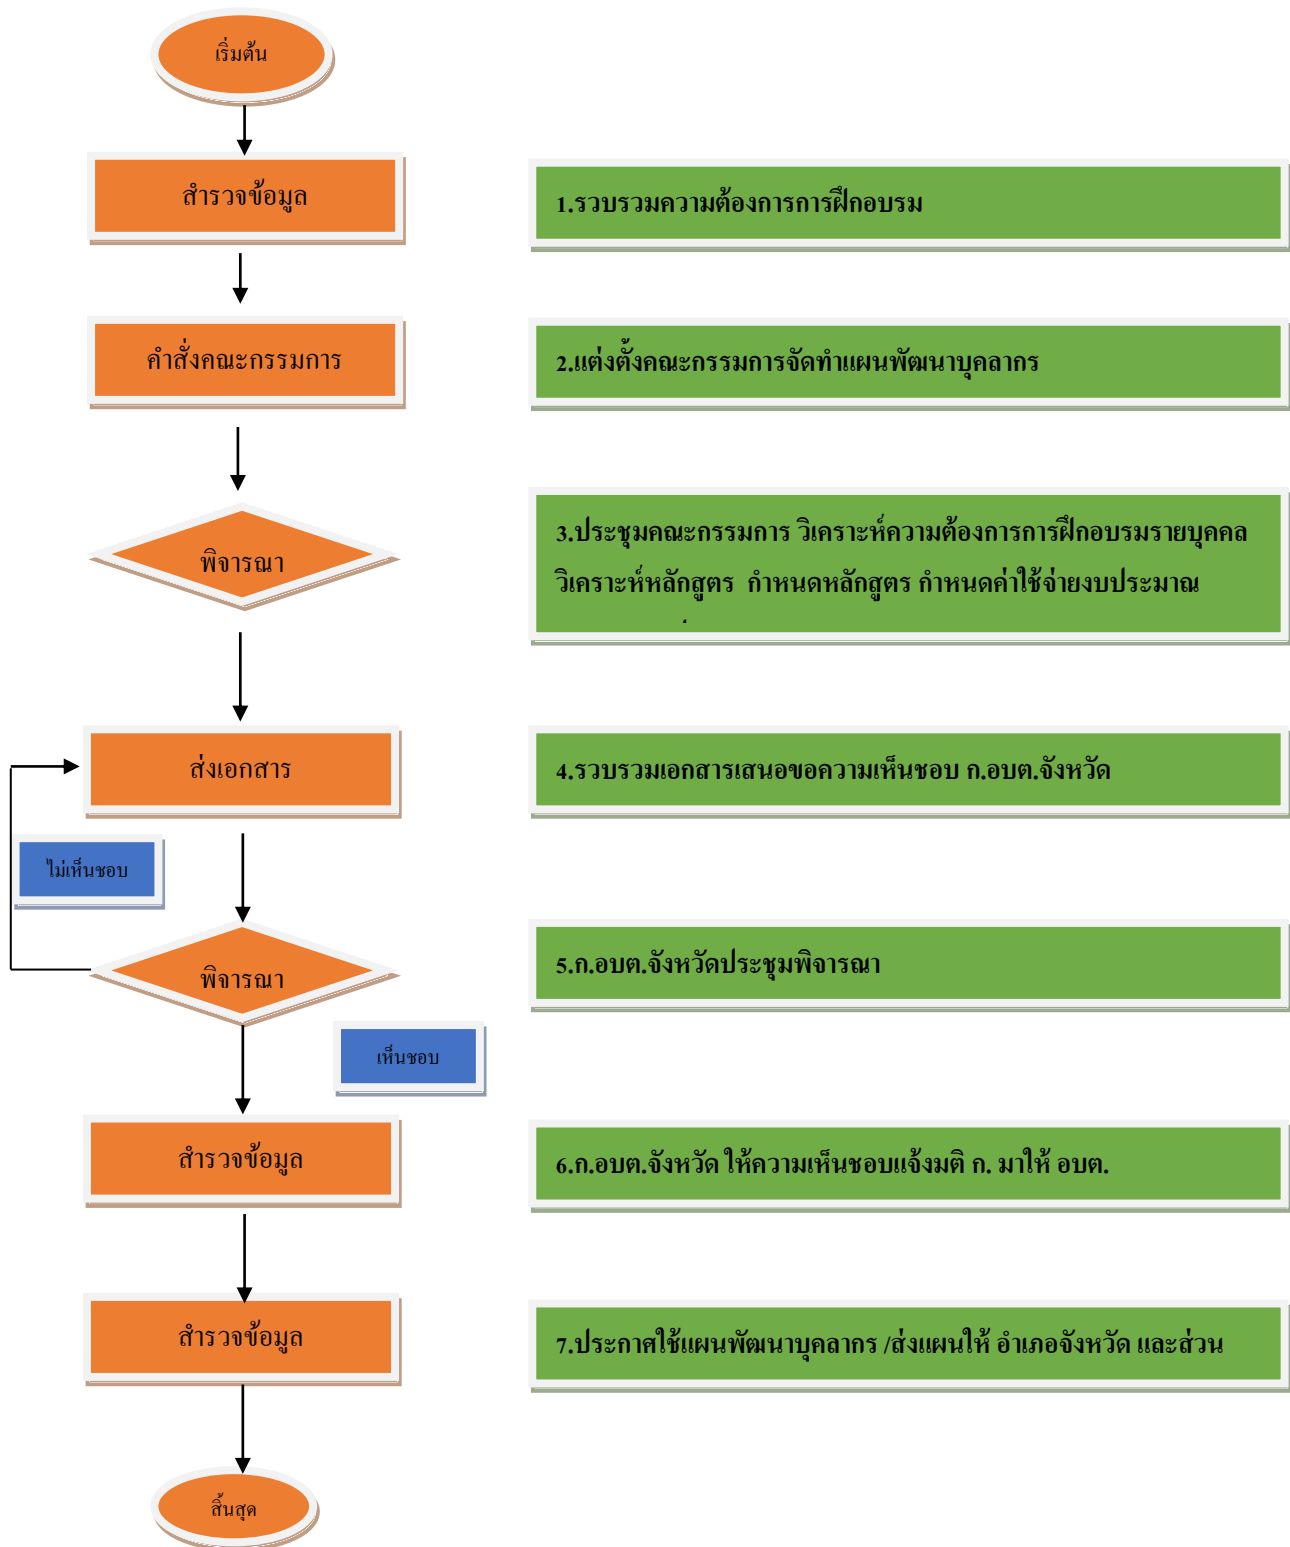 เริ่มต้น
สำรวจข้อมูล
1.รวบรวมความต้องการการฝึกอบรม
คำสั่งคณะกรรมการ
2.แต่งตั้งคณะกรรมการจัดทำแผนพัฒนาบุคลากร
พิจารณา
3.ประชุมคณะกรรมการ วิเคราะห์ความต้องการการฝึกอบรมรายบุคคล
วิเคราะห์หลักสูตร กำหนดหลักสูตร กำหนดค่าใช้จ่ายงบประมาณ
ส่งเอกสาร
4.รวบรวมเอกสารเสนอขอความเห็นชอบ ก.อบต.จังหวัด
ไม่เห็นชอบ
พิจารณา
5.ก.อบต.จังหวัดประชุมพิจารณา
เห็นชอบ
สำรวจข้อมูล
6.ก.อบต.จังหวัด ให้ความเห็นชอบแจ้งมติ ก. มาให้ อบต.
สำรวจข้อมูล
7.ประกาศใช้แผนพัฒนาบุคลากร /ส่งแผนให้ อำเภอจังหวัด และส่วน
สิ้นสุด